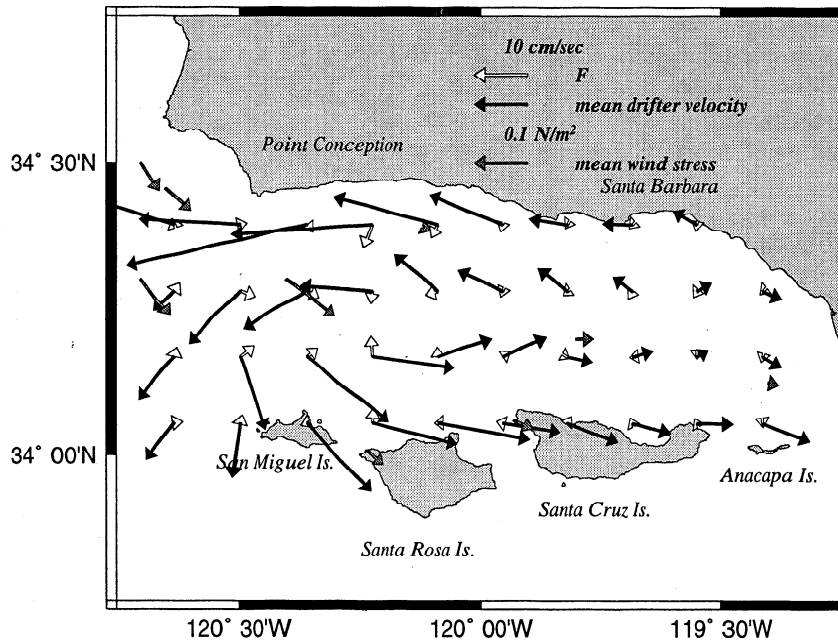 10 cm/sec
F
mean drifter velocity
0.1 N/m²
mean wind stress
Point Conception
Santa Barbara
34° 30'N
34° 00'N
San Miguel Is.
Santa Rosa Is.
Santa Cruz Is.
Anacapa Is.
120° 30'W
120° 00'W
119° 30'W